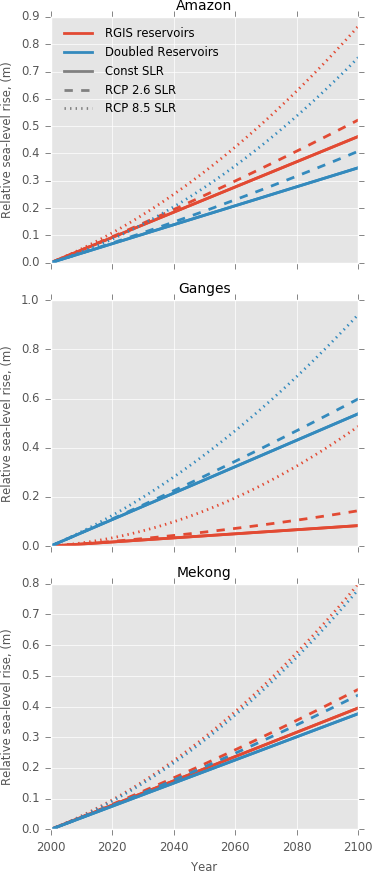 Amazon
0.9
0.8
0.7
0.6
0.5
0.4
0.3
0.2
0.1
0.0
Relative sea-level rise, (m)
RGIS reservoirs
Doubled Reservoirs
Const SLR
RCP 2.6 SLR
RCP 8.5 SLR
Ganges
1.0
0.8
0.6
0.4
0.2
0.0
Relative sea-level rise, (m)
Mekong
0.8
0.7
0.6
0.5
0.4
0.3
0.2
0.1
0.0
Relative sea-level rise, (m)
2000 2020 2040 2060 2080 2100
Year